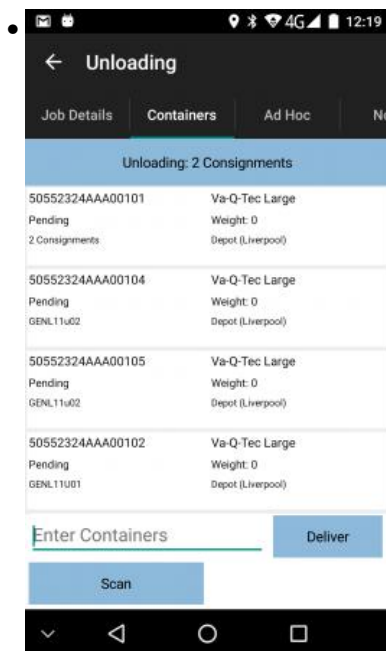 4G 12:19
Unloading
Job Details Containers Ad Hoc
Unloading: 2 Consignments
50552324AAA00101 Va-Q-Tec Large
Pending Weight: 0
2 Consignments Depot (Liverpool)
50552324AAA00104 Va-Q-Tec Large
Pending Weight: 0
GENL11u02 Depot (Liverpool)
50552324AAA00105 Va-Q-Tec Large
Pending Weight: 0
GENL11u02 Depot (Liverpool)
50552324AAA00102 Va-Q-Tec Large
Pending Weight: 0
GENL11U01 Depot (Liverpool)
Enter Containers Deliver
Scan